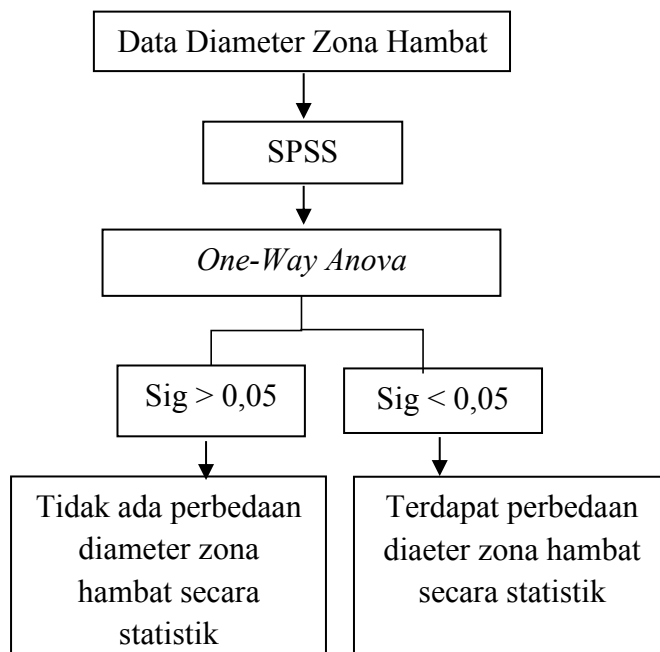 Data Diameter Zona Hambat
SPSS
One-Way Anova
Sig > 0,05
Sig < 0,05
Tidak ada perbedaan
diameter zona
hambat secara
statistik
Terdapat perbedaan
diaeter zona hambat
secara statistik